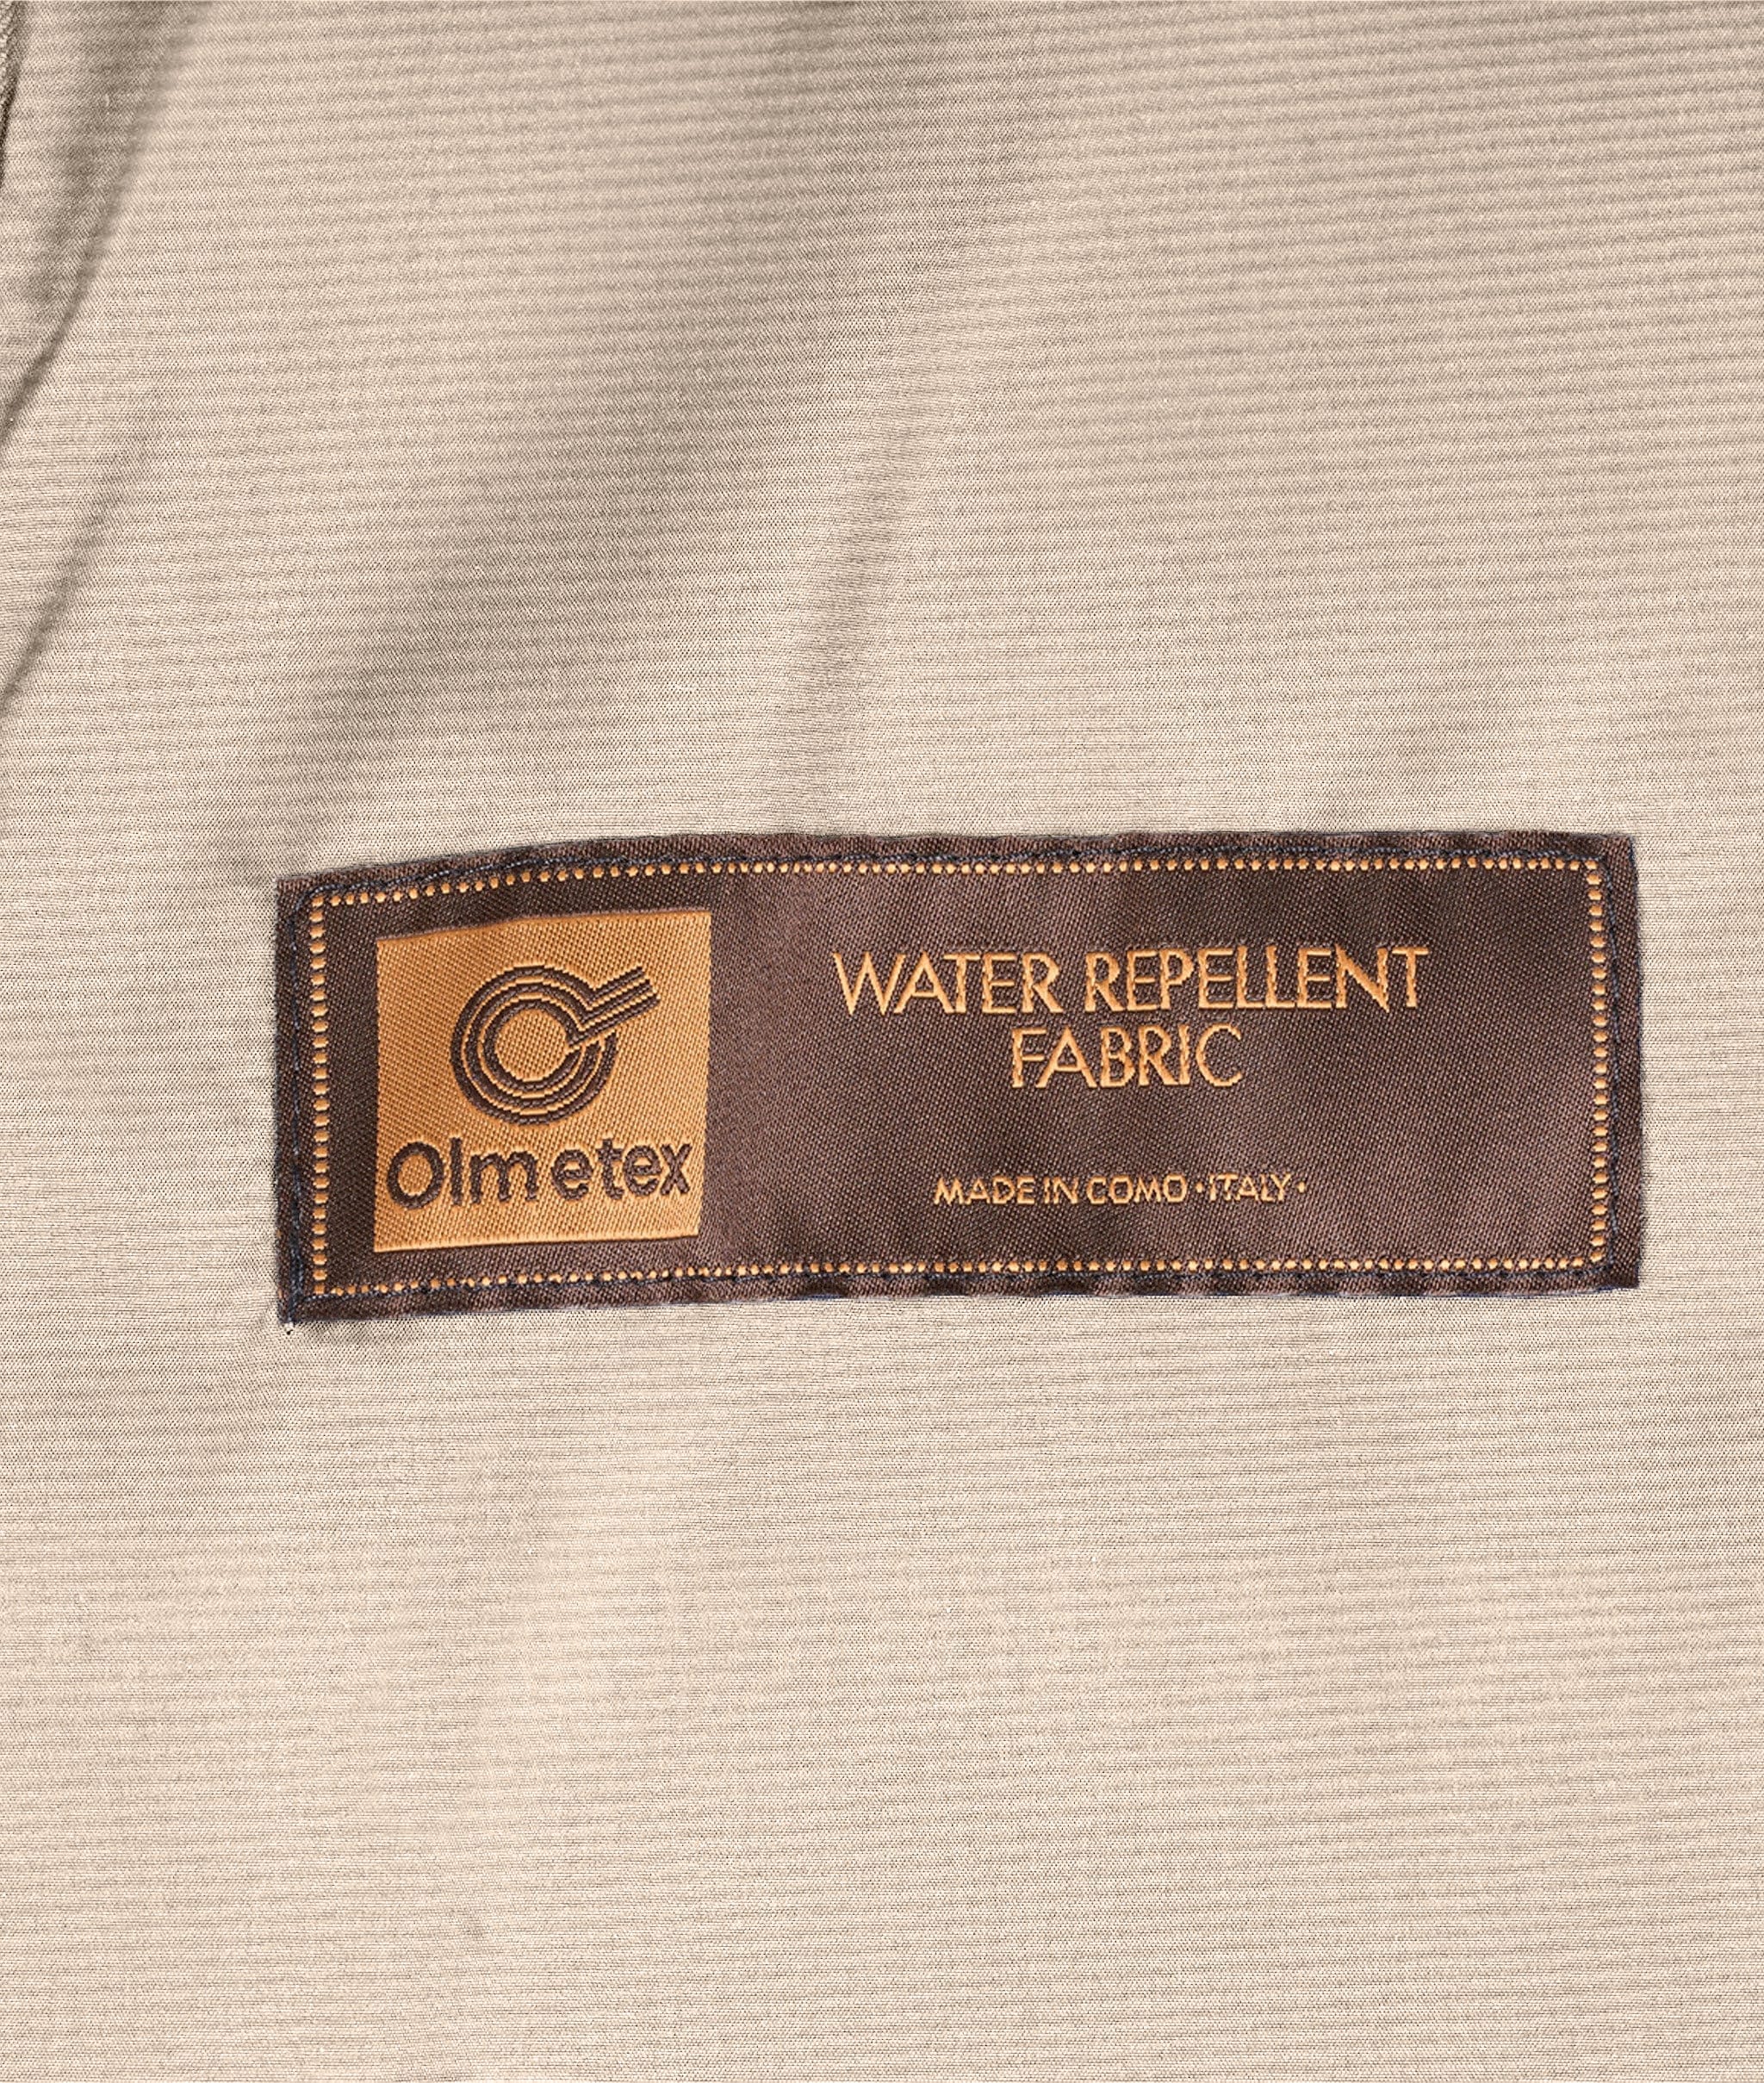 Olmetex
WATER REPELLENT
FABRIC
MADE IN COMO • ITALY •